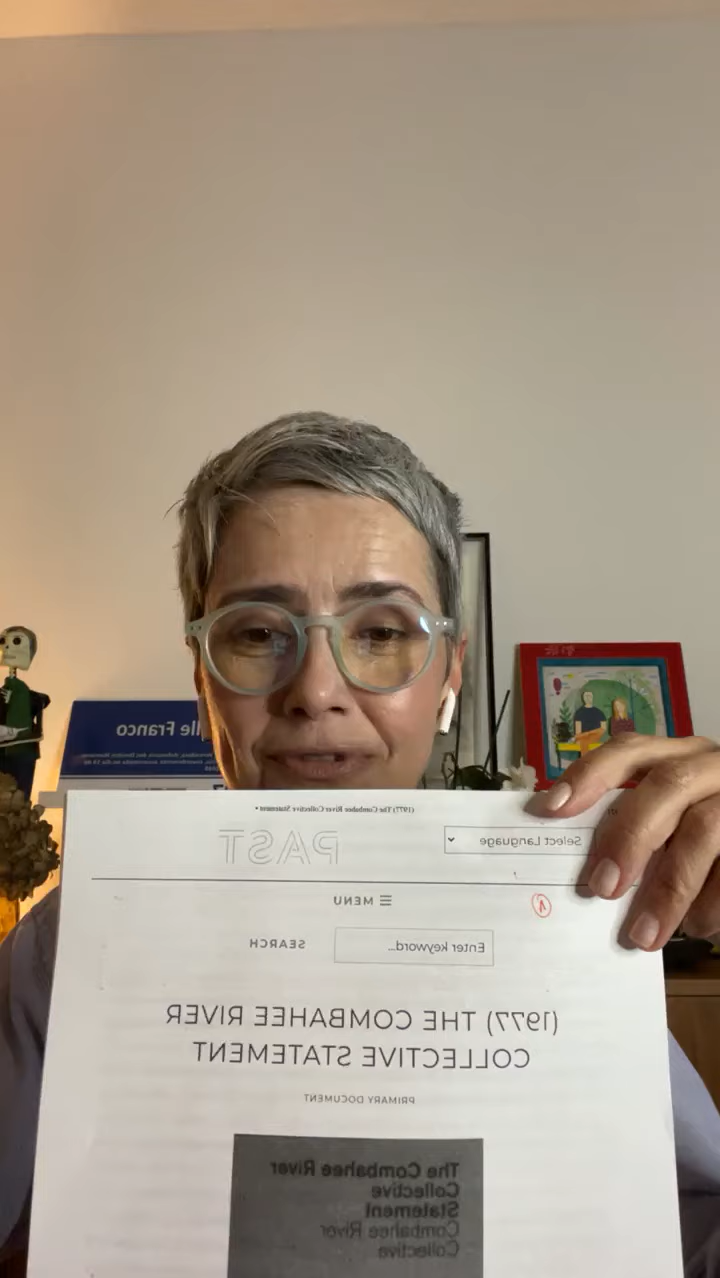 lle Franco
(1977) The Combahee River Collective Statement •
PAST
Select Language
MENU
1
Enter keyword...
SEARCH
(1977) THE COMBAHEE RIVER
COLLECTIVE STATEMENT
PRIMARY DOCUMENT
The Combahee River
Collective
Statement
Combahee River
Collective